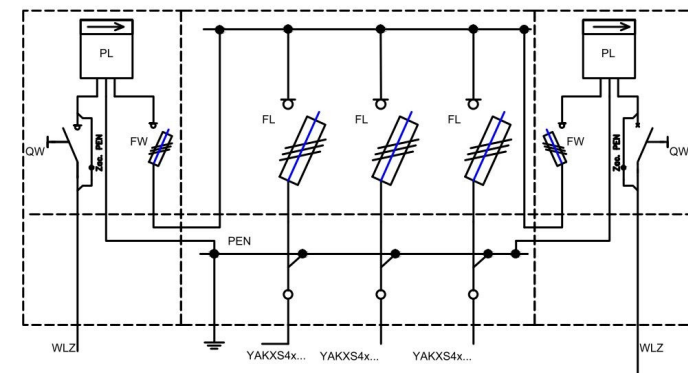 PL
PL
FL
FL
FL
QW
Zac. PEN
FW
FW
Zac. PEN
QW
PEN
WLZ
YAKXS4x...
YAKXS4x...
YAKXS4x...
WLZ